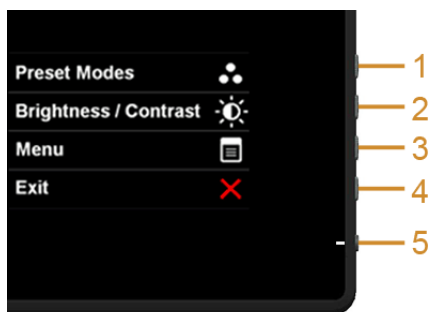 Preset Modes 1
Brightness / Contrast 2
Menu 3
Exit 4
5